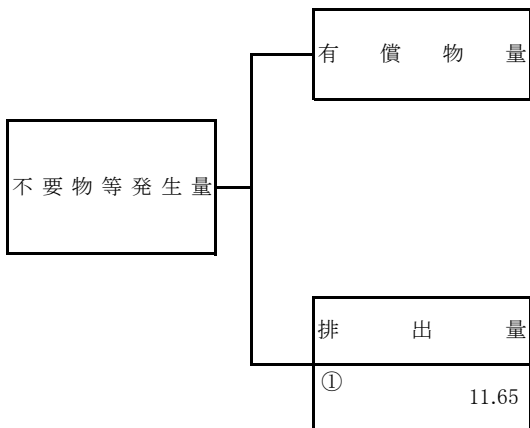 有償物量
不要物等発生量
排出量
①
11.65